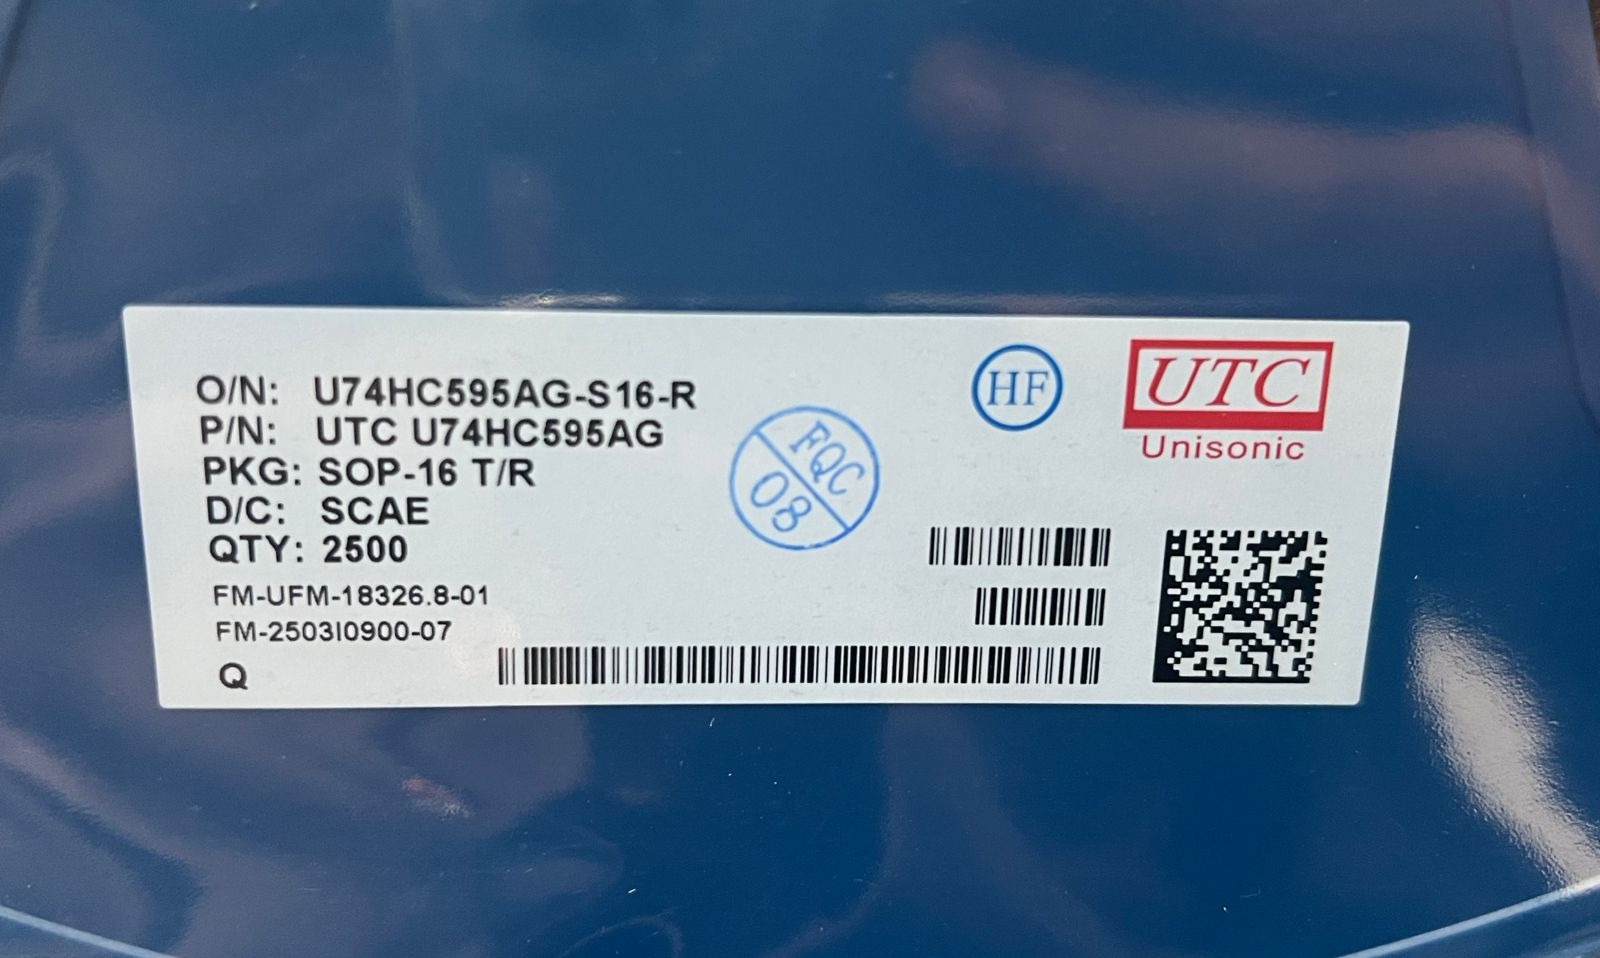 O/N: U74HC595AG-S16-R
P/N: UTC U74HC595AG
PKG: SOP-16 T/R
D/C: SCAE
QTY: 2500
FM-UFM-18326.8-01
FM-2503I0900-07
Q
FQC
08
HF
UTC
Unisonic